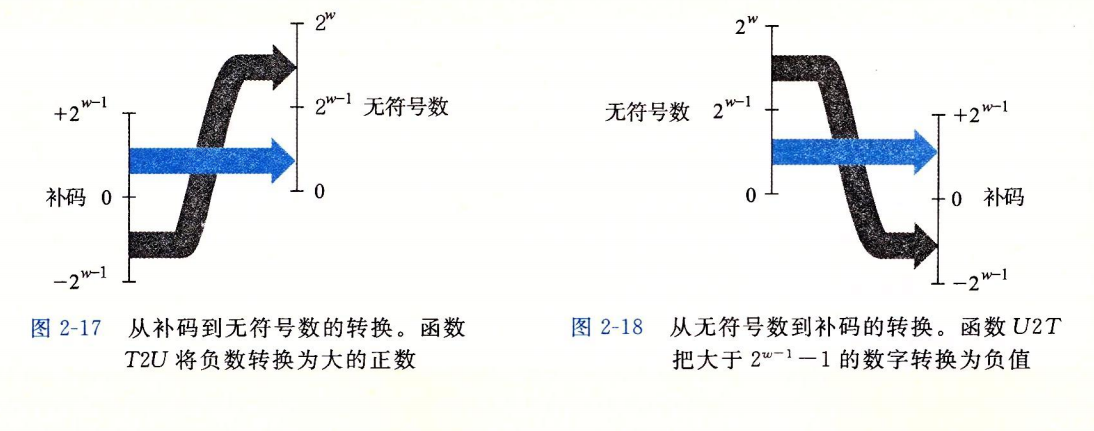 2^w
2^{w-1} 无符号数
0
+2^{w-1}
补码 0
-2^{w-1}
图 2-17 从补码到无符号数的转换。函数
T2U 将负数转换为大的正数
2^w
无符号数 2^{w-1}
0
+2^{w-1}
0 补码
-2^{w-1}
图 2-18 从无符号数到补码的转换。函数 U2T
把大于 2^{w-1}-1 的数字转换为负值